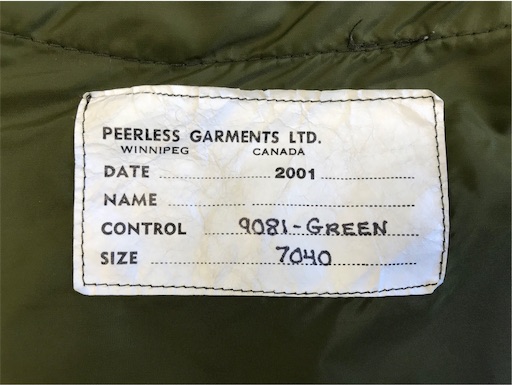 PEERLESS GARMENTS LTD.
WINNIPEG CANADA
DATE 2001
NAME
CONTROL 9081-GREEN
SIZE 7040